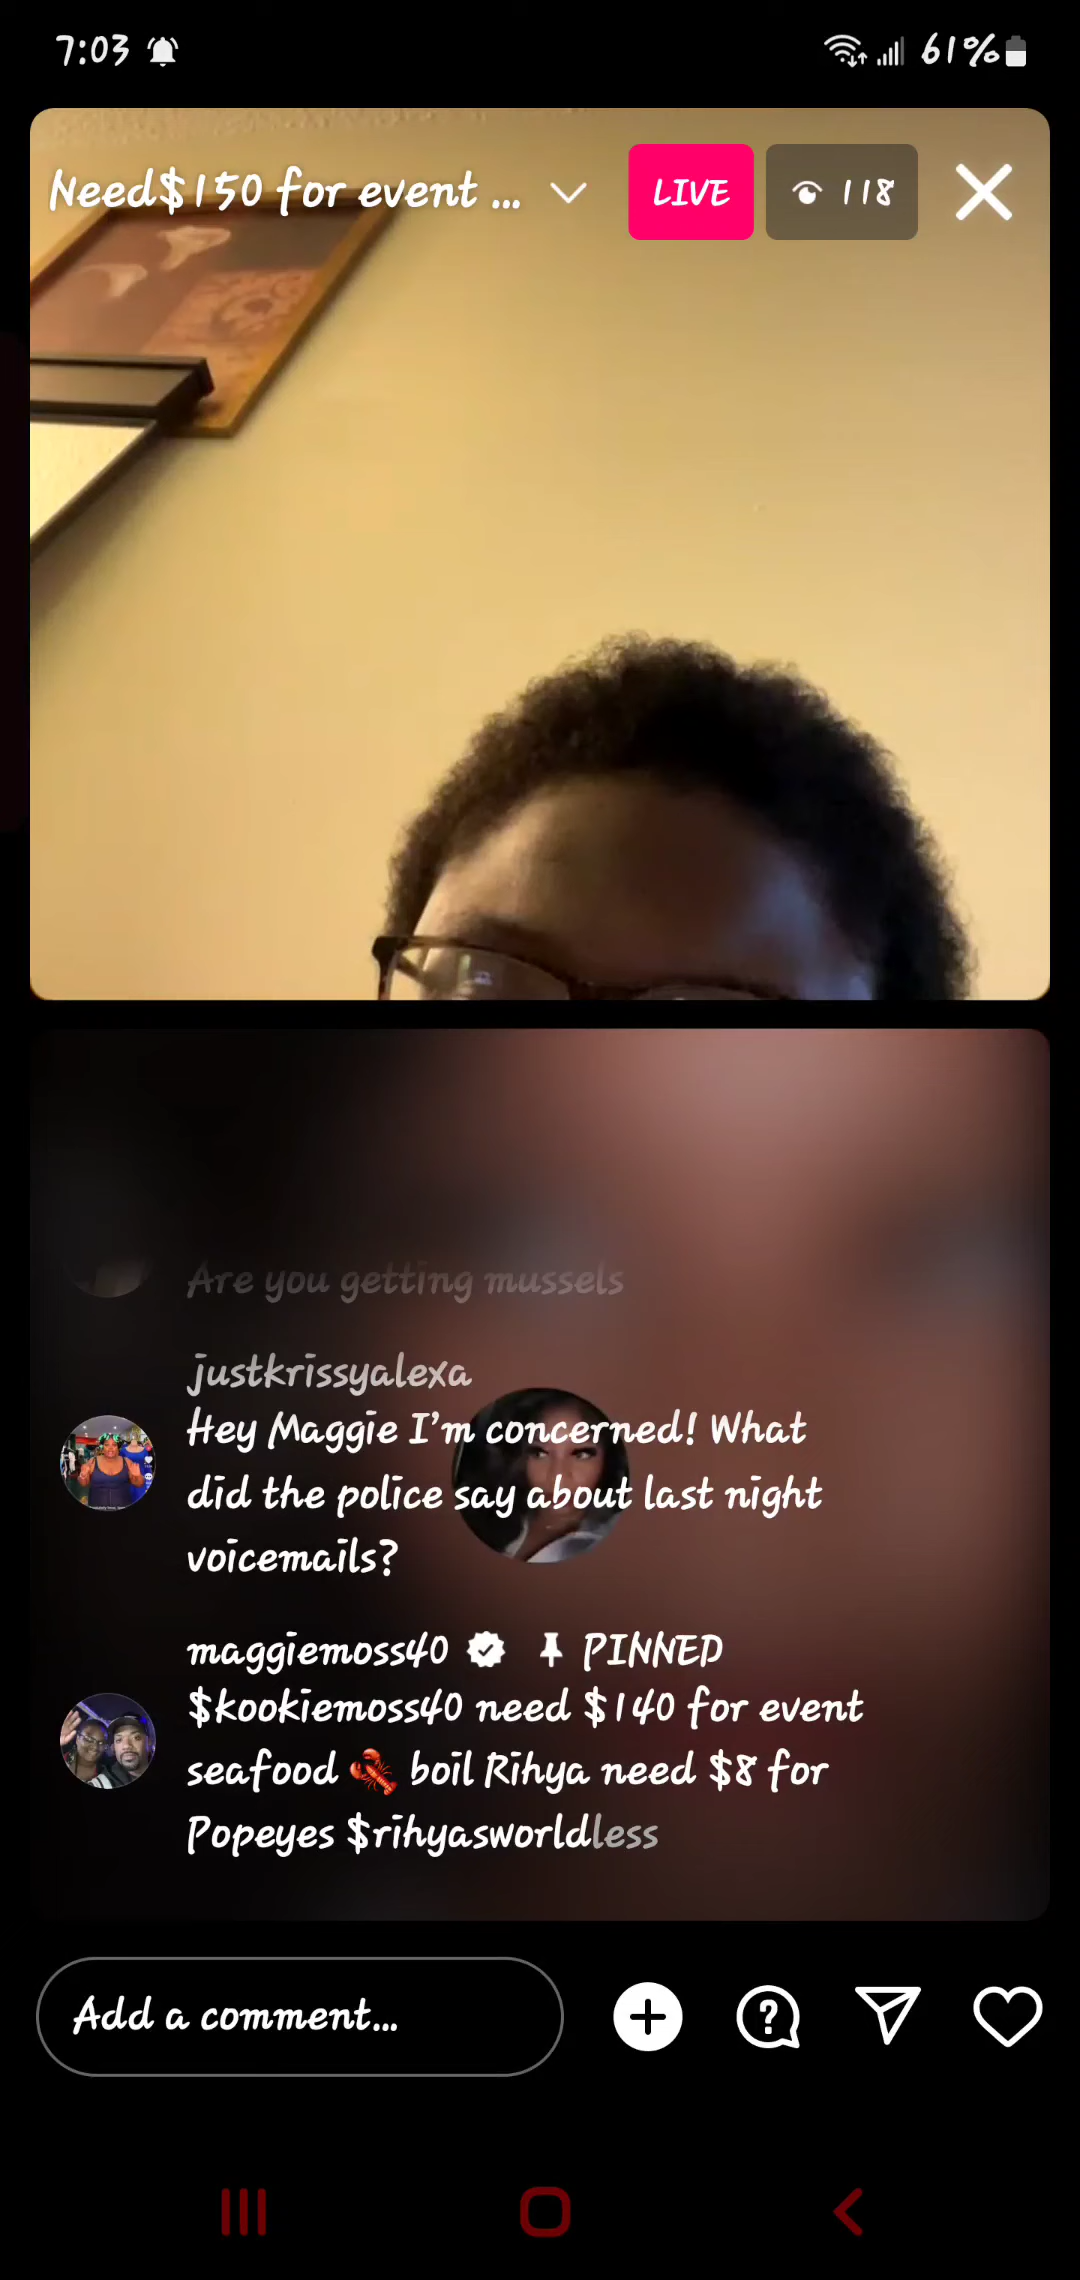 7:03 61%
Need$150 for event ... LIVE 118
Are you getting mussels
justkrissyalexa
Hey Maggie I'm concerned! What
did the police say about last night
voicemails?
maggiemoss40 PINNED
$kookiemoss40 need $140 for event
seafood 🦞 boil Rihya need $8 for
Popeyes $rihyasworldless
Add a comment...